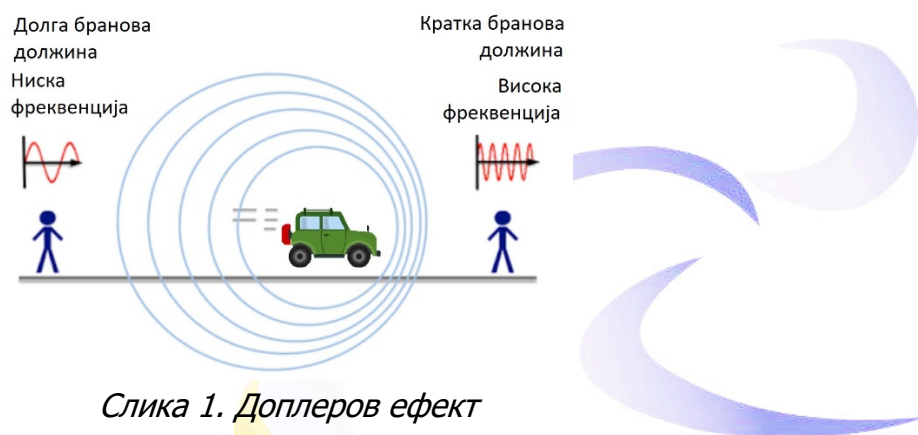 Долга бранова
должина
Ниска
фреквенција
Кратка бранова
должина
Висока
фреквенција
Слика 1. Доплеров ефект